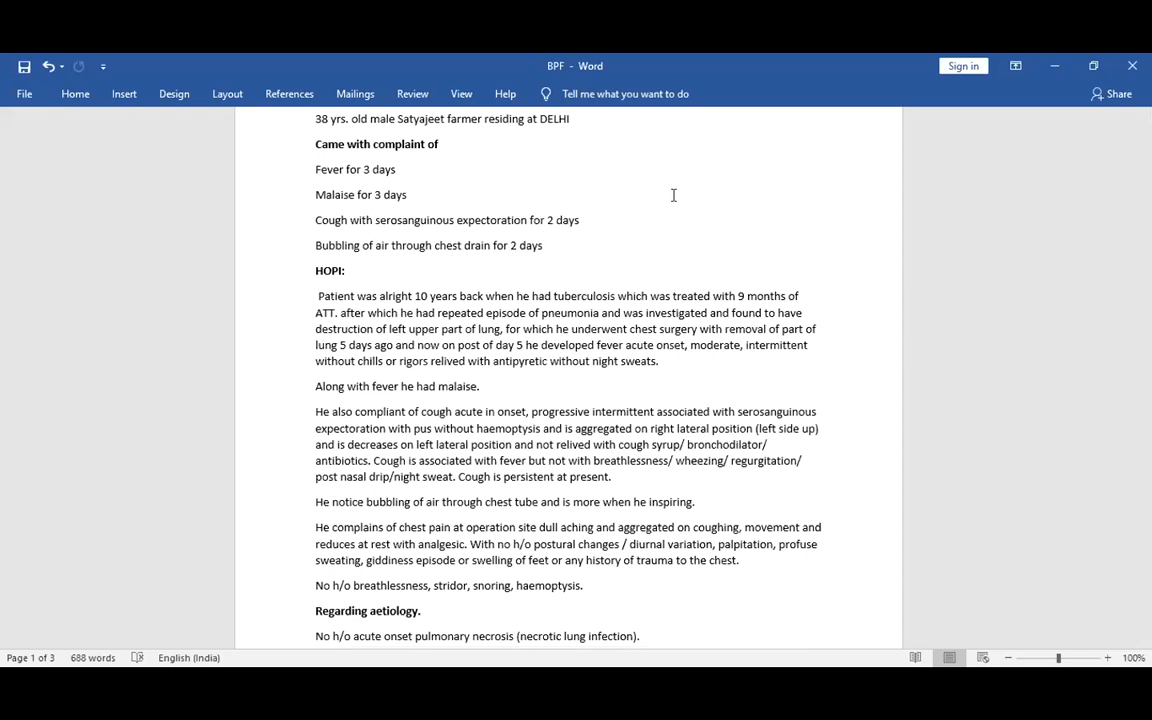 BPF - Word
Sign in
File Home Insert Design Layout References Mailings Review View Help Tell me what you want to do Share
38 yrs. old male Satyajeet farmer residing at DELHI
Came with complaint of
Fever for 3 days
Malaise for 3 days
Cough with serosanguinous expectoration for 2 days
Bubbling of air through chest drain for 2 days
HOPI:
Patient was alright 10 years back when he had tuberculosis which was treated with 9 months of
ATT. after which he had repeated episode of pneumonia and was investigated and found to have
destruction of left upper part of lung, for which he underwent chest surgery with removal of part of
lung 5 days ago and now on post of day 5 he developed fever acute onset, moderate, intermittent
without chills or rigors relived with antipyretic without night sweats.
Along with fever he had malaise.
He also compliant of cough acute in onset, progressive intermittent associated with serosanguinous
expectoration with pus without haemoptysis and is aggregated on right lateral position (left side up)
and is decreases on left lateral position and not relived with cough syrup/ bronchodilator/
antibiotics. Cough is associated with fever but not with breathlessness/ wheezing/ regurgitation/
post nasal drip/night sweat. Cough is persistent at present.
He notice bubbling of air through chest tube and is more when he inspiring.
He complains of chest pain at operation site dull aching and aggregated on coughing, movement and
reduces at rest with analgesic. With no h/o postural changes / diurnal variation, palpitation, profuse
sweating, giddiness episode or swelling of feet or any history of trauma to the chest.
No h/o breathlessness, stridor, snoring, haemoptysis.
Regarding aetiology.
No h/o acute onset pulmonary necrosis (necrotic lung infection).
Page 1 of 3 688 words English (India) 100%